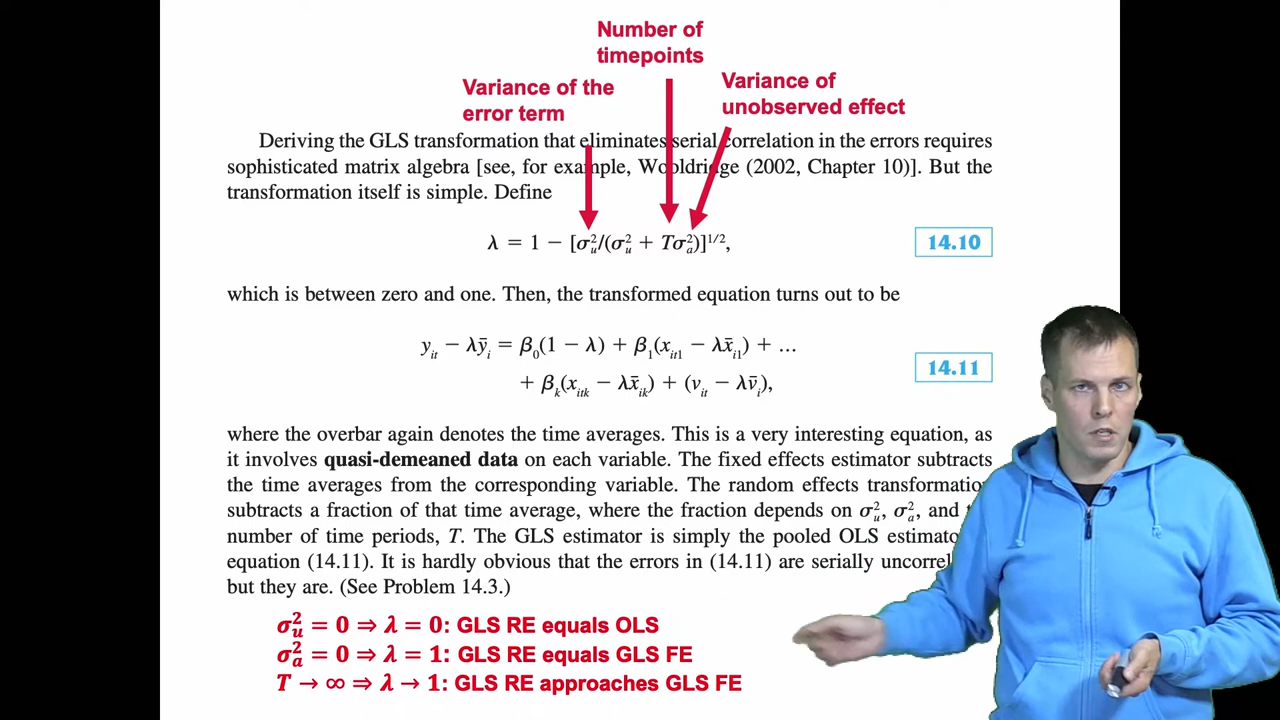 Number of
timepoints
Variance of the
error term
Variance of
unobserved effect
Deriving the GLS transformation that eliminates serial correlation in the errors requires
sophisticated matrix algebra [see, for example, Wooldridge (2002, Chapter 10)]. But the
transformation itself is simple. Define
λ = 1 − [σ²ᵤ/(σ²ᵤ + Tσ²ₐ)]¹/²,
14.10
which is between zero and one. Then, the transformed equation turns out to be
yᵢₜ − λȳᵢ = β₀(1 − λ) + β₁(xᵢₜ₁ − λx̄ᵢ₁) + ...
+ βₖ(xᵢₜₖ − λx̄ᵢₖ) + (vᵢₜ − λv̄ᵢ),
14.11
where the overbar again denotes the time averages. This is a very interesting equation, as
it involves quasi-demeaned data on each variable. The fixed effects estimator subtracts
the time averages from the corresponding variable. The random effects transformation
subtracts a fraction of that time average, where the fraction depends on σ²ᵤ, σ²ₐ, and
number of time periods, T. The GLS estimator is simply the pooled OLS estimato
equation (14.11). It is hardly obvious that the errors in (14.11) are serially uncorrel
but they are. (See Problem 14.3.)
σ²ᵤ = 0 ⇒ λ = 0: GLS RE equals OLS
σ²ₐ = 0 ⇒ λ = 1: GLS RE equals GLS FE
T → ∞ ⇒ λ → 1: GLS RE approaches GLS FE